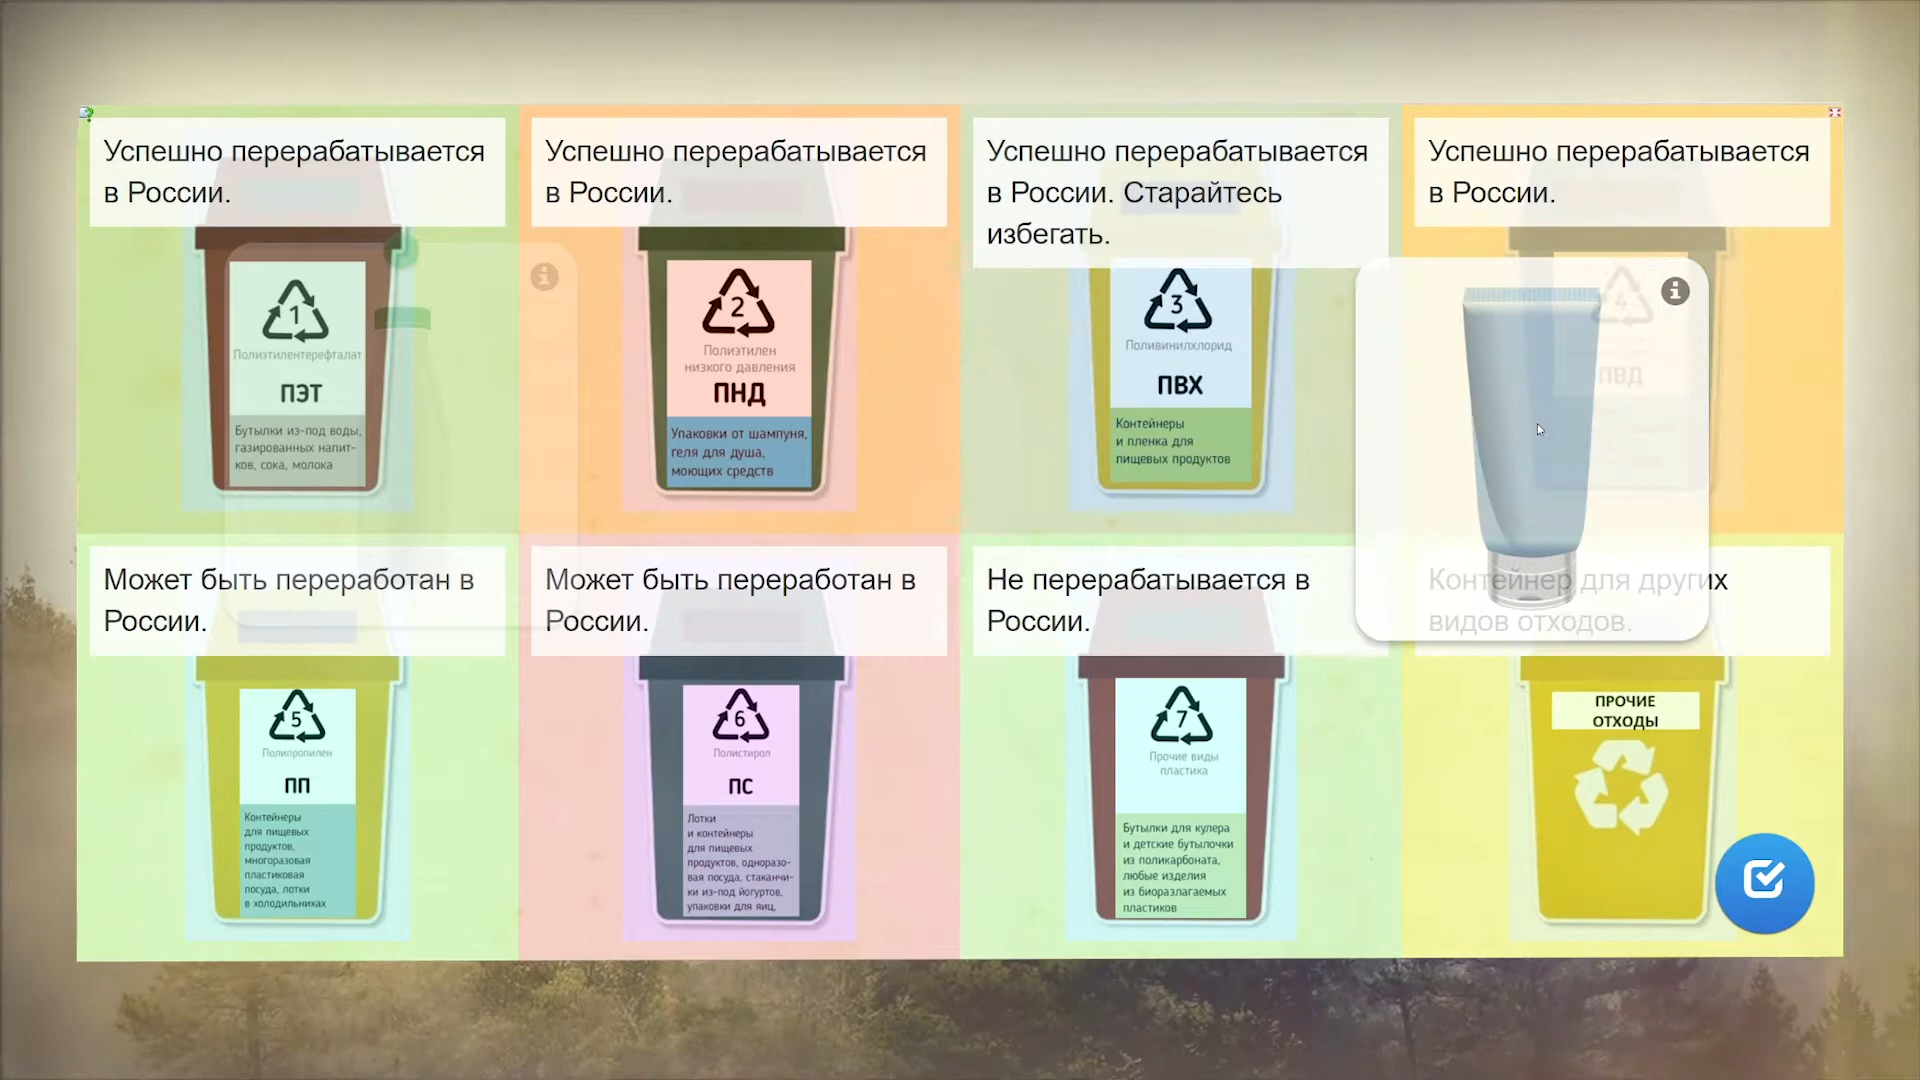 Успешно перерабатывается
в России.
1
Полиэтилентерефталат
ПЭТ
Бутылки из-под воды,
газированных напит-
ков, сока, молока
Успешно перерабатывается
в России.
2
Полиэтилен
низкого давления
ПНД
Упаковки от шампуня,
геля для душа,
моющих средств
Успешно перерабатывается
в России. Старайтесь
избегать.
3
Поливинилхлорид
ПВХ
Контейнеры
и пленка для
пищевых продуктов
Успешно перерабатывается
в России.
4
ПВД
Может быть переработан в
России.
5
Полипропилен
ПП
Контейнеры
для пищевых
продуктов,
многоразовая
пластиковая
посуда, лотки
в холодильниках
Может быть переработан в
России.
6
Полистирол
ПС
Лотки
и контейнеры
для пищевых
продуктов, одноразо-
вая посуда, стаканчи-
ки из-под йогуртов,
упаковки для яиц,
Не перерабатывается в
России.
7
Прочие виды
пластика
Бутылки для кулера
и детские бутылочки
из поликарбоната,
любые изделия
из биоразлагаемых
пластиков
Контейнер для других
видов отходов.
ПРОЧИЕ
ОТХОДЫ